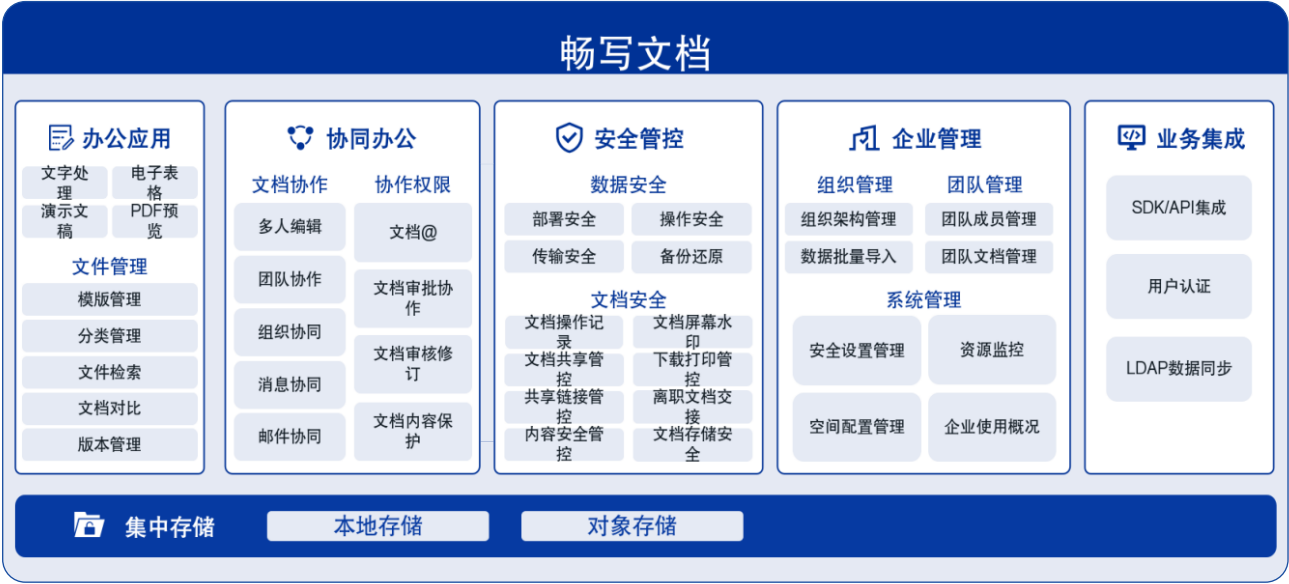 畅写文档
办公应用
文字处
理
电子表
格
演示文
稿
PDF预
览
文件管理
模版管理
分类管理
文件检索
文档对比
版本管理
协同办公
文档协作
多人编辑
团队协作
组织协同
消息协同
邮件协同
协作权限
文档@
文档审批协
作
文档审核修
订
文档内容保
护
安全管控
数据安全
部署安全
操作安全
传输安全
备份还原
文档安全
文档操作记
录
文档屏幕水
印
文档共享管
控
下载打印管
控
共享链接管
控
离职文档交
接
内容安全管
控
文档存储安
全
企业管理
组织管理
组织架构管理
数据批量导入
团队管理
团队成员管理
团队文档管理
系统管理
安全设置管理
资源监控
空间配置管理
企业使用概况
业务集成
SDK/API集成
用户认证
LDAP数据同步
集中存储
本地存储
对象存储